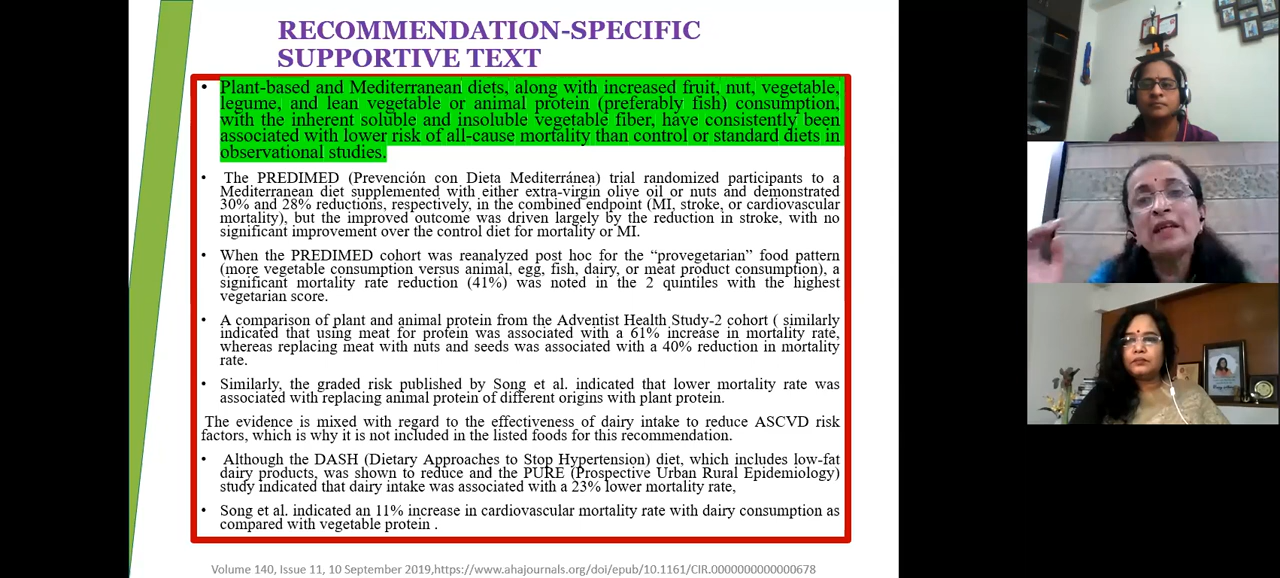 RECOMMENDATION-SPECIFIC
SUPPORTIVE TEXT
• Plant-based and Mediterranean diets, along with increased fruit, nut, vegetable,
legume, and lean vegetable or animal protein (preferably fish) consumption,
with the inherent soluble and insoluble vegetable fiber, have consistently been
associated with lower risk of all-cause mortality than control or standard diets in
observational studies.
• The PREDIMED (Prevención con Dieta Mediterránea) trial randomized participants to a
Mediterranean diet supplemented with either extra-virgin olive oil or nuts and demonstrated
30% and 28% reductions, respectively, in the combined endpoint (MI, stroke, or cardiovascular
mortality), but the improved outcome was driven largely by the reduction in stroke, with no
significant improvement over the control diet for mortality or MI.
• When the PREDIMED cohort was reanalyzed post hoc for the “provegetarian” food pattern
(more vegetable consumption versus animal, egg, fish, dairy, or meat product consumption), a
significant mortality rate reduction (41%) was noted in the 2 quintiles with the highest
vegetarian score.
• A comparison of plant and animal protein from the Adventist Health Study-2 cohort ( similarly
indicated that using meat for protein was associated with a 61% increase in mortality rate,
whereas replacing meat with nuts and seeds was associated with a 40% reduction in mortality
rate.
• Similarly, the graded risk published by Song et al. indicated that lower mortality rate was
associated with replacing animal protein of different origins with plant protein.
The evidence is mixed with regard to the effectiveness of dairy intake to reduce ASCVD risk
factors, which is why it is not included in the listed foods for this recommendation.
• Although the DASH (Dietary Approaches to Stop Hypertension) diet, which includes low-fat
dairy products, was shown to reduce and the PURE (Prospective Urban Rural Epidemiology)
study indicated that dairy intake was associated with a 23% lower mortality rate,
• Song et al. indicated an 11% increase in cardiovascular mortality rate with dairy consumption as
compared with vegetable protein .
Volume 140, Issue 11, 10 September 2019,https://www.ahajournals.org/doi/epub/10.1161/CIR.0000000000000678